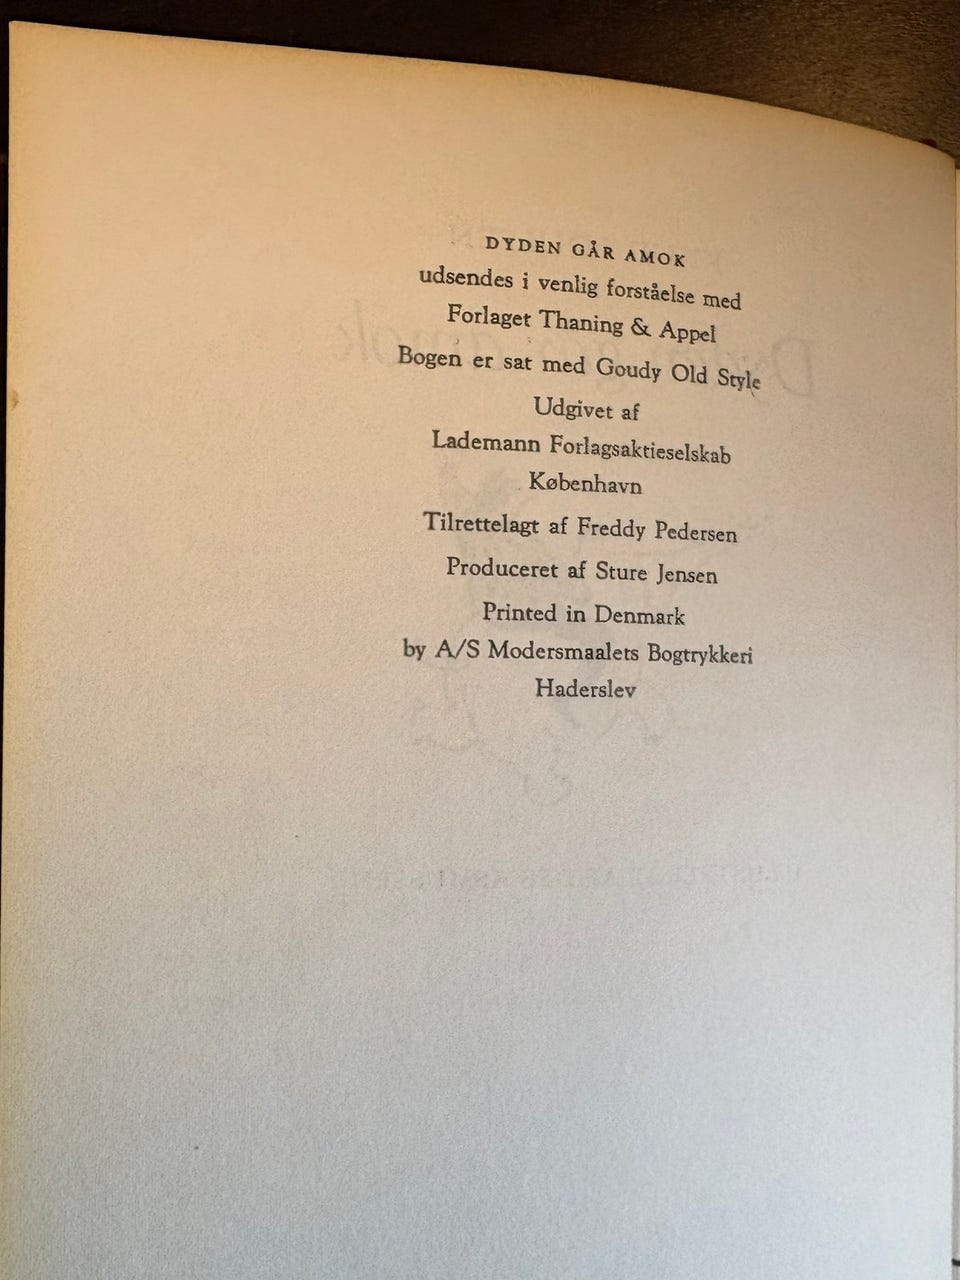 DYDEN GÅR AMOK
udsendes i venlig forståelse med
Forlaget Thaning & Appel
Bogen er sat med Goudy Old Style
Udgivet af
Lademann Forlagsaktieselskab
København
Tilrettelagt af Freddy Pedersen
Produceret af Sture Jensen
Printed in Denmark
by A/S Modersmaalets Bogtrykkeri
Haderslev